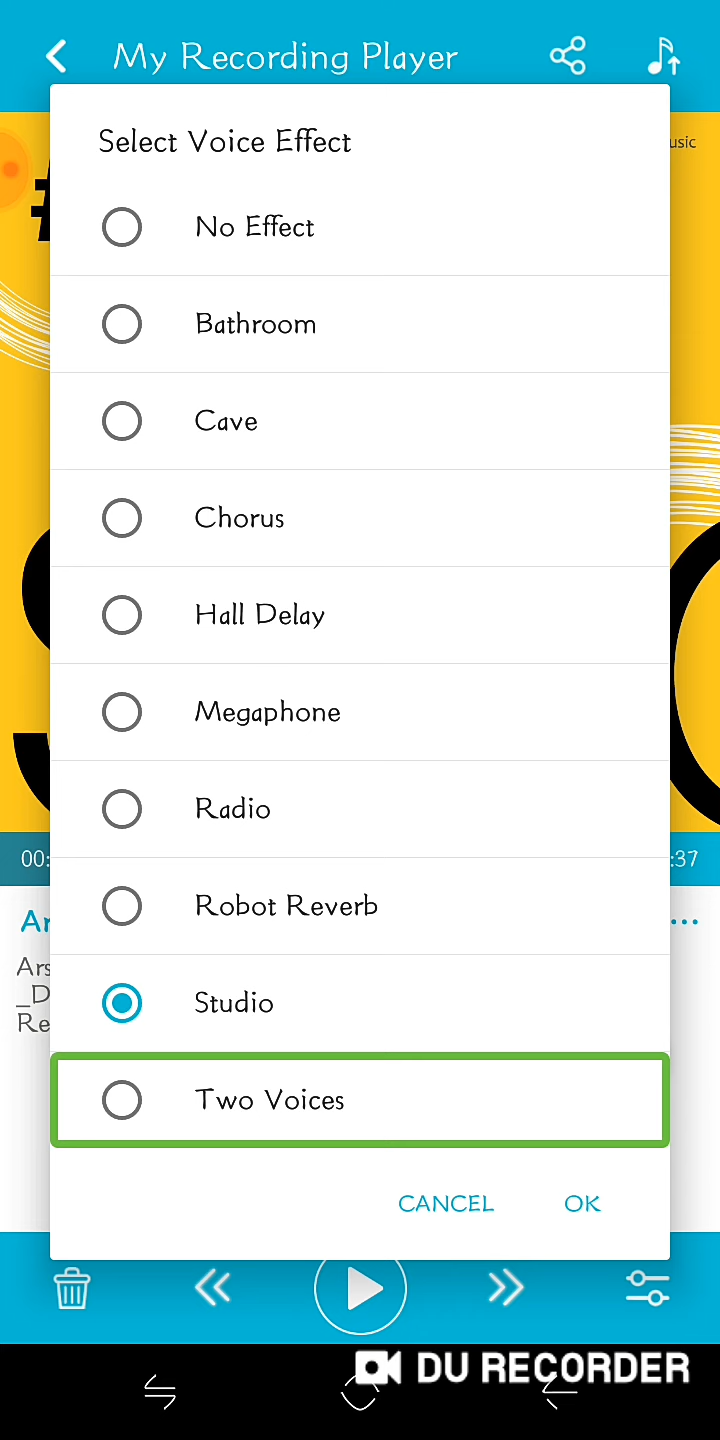 My Recording Player
Select Voice Effect
No Effect
Bathroom
Cave
Chorus
Hall Delay
Megaphone
Radio
Robot Reverb
Studio
Two Voices
CANCEL OK
DU RECORDER